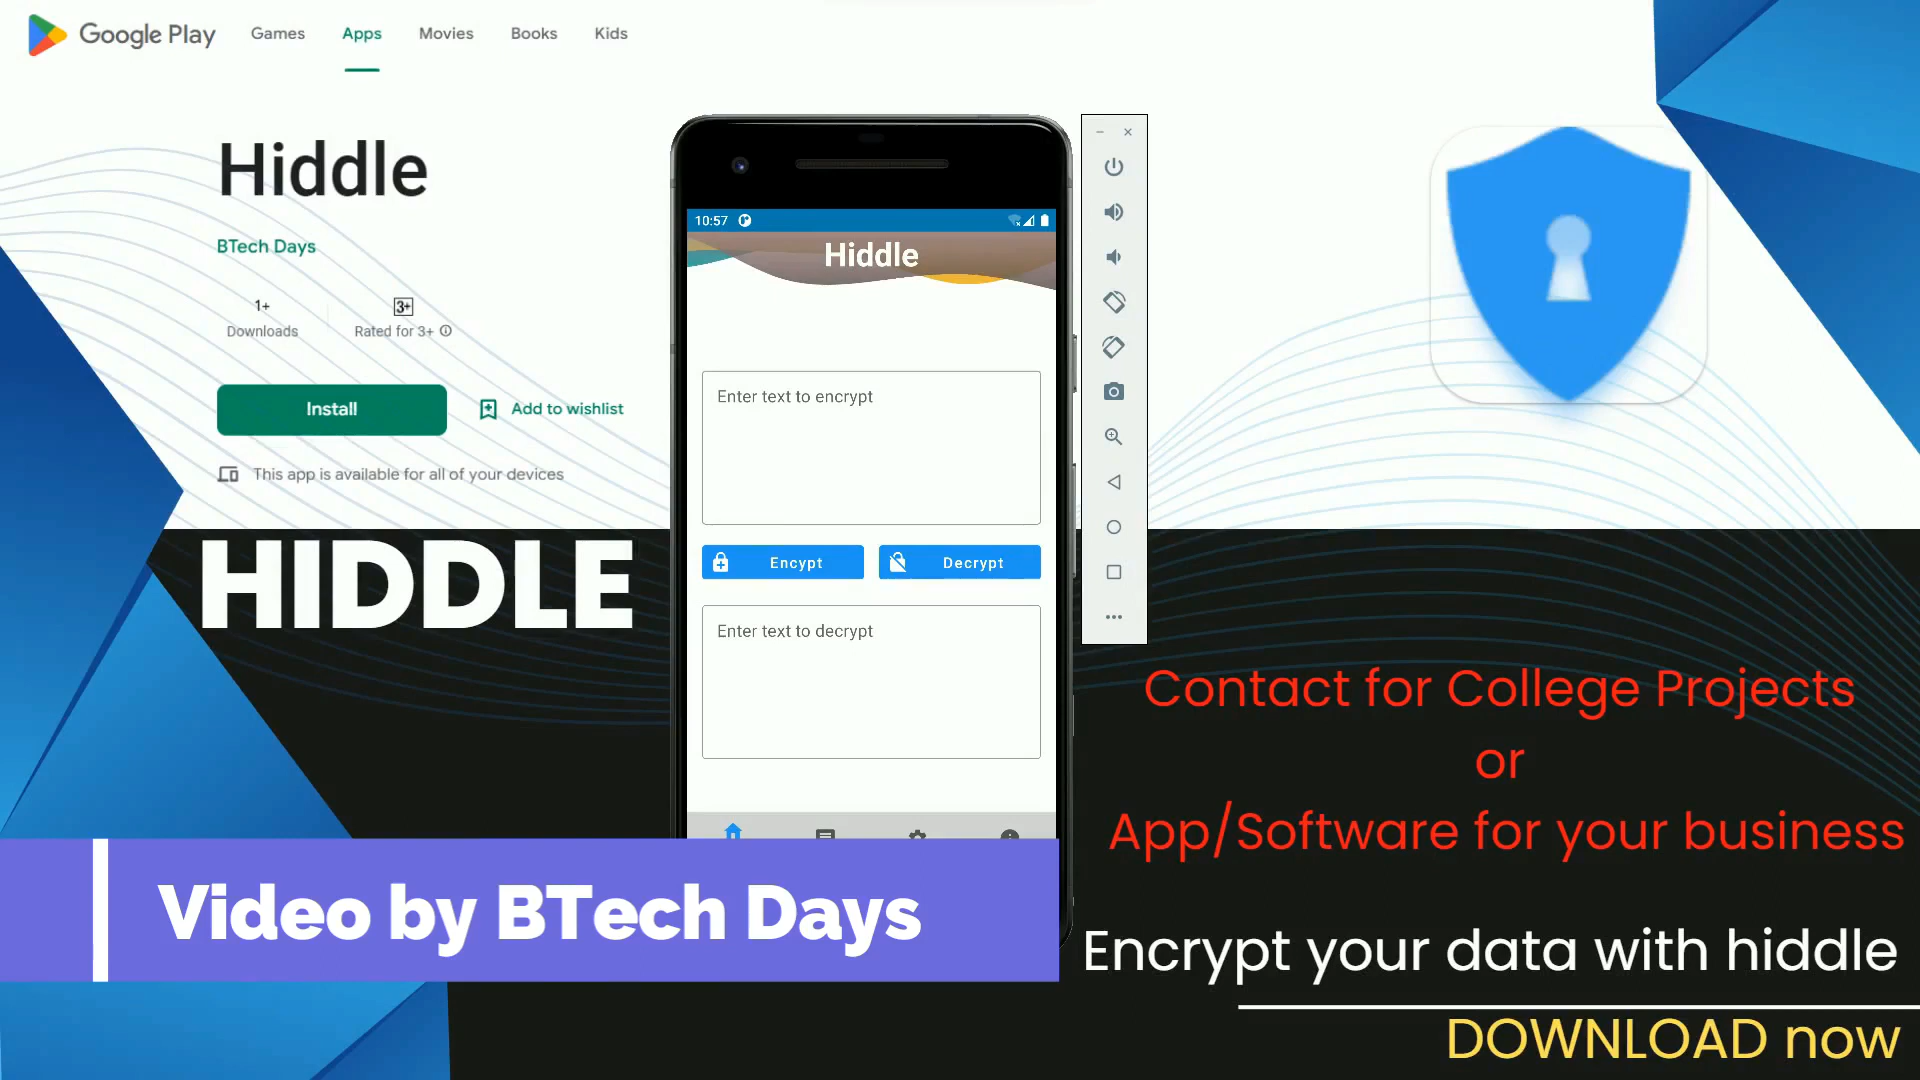 Google Play Games Apps Movies Books Kids
Hiddle
BTech Days
1+
Downloads
3+
Rated for 3+
Install
Add to wishlist
This app is available for all of your devices
HIDDLE
10:57
Hiddle
Enter text to encrypt
Encypt
Decrypt
Enter text to decrypt
Contact for College Projects
or
App/Software for your business
Video by BTech Days
Encrypt your data with hiddle
DOWNLOAD now